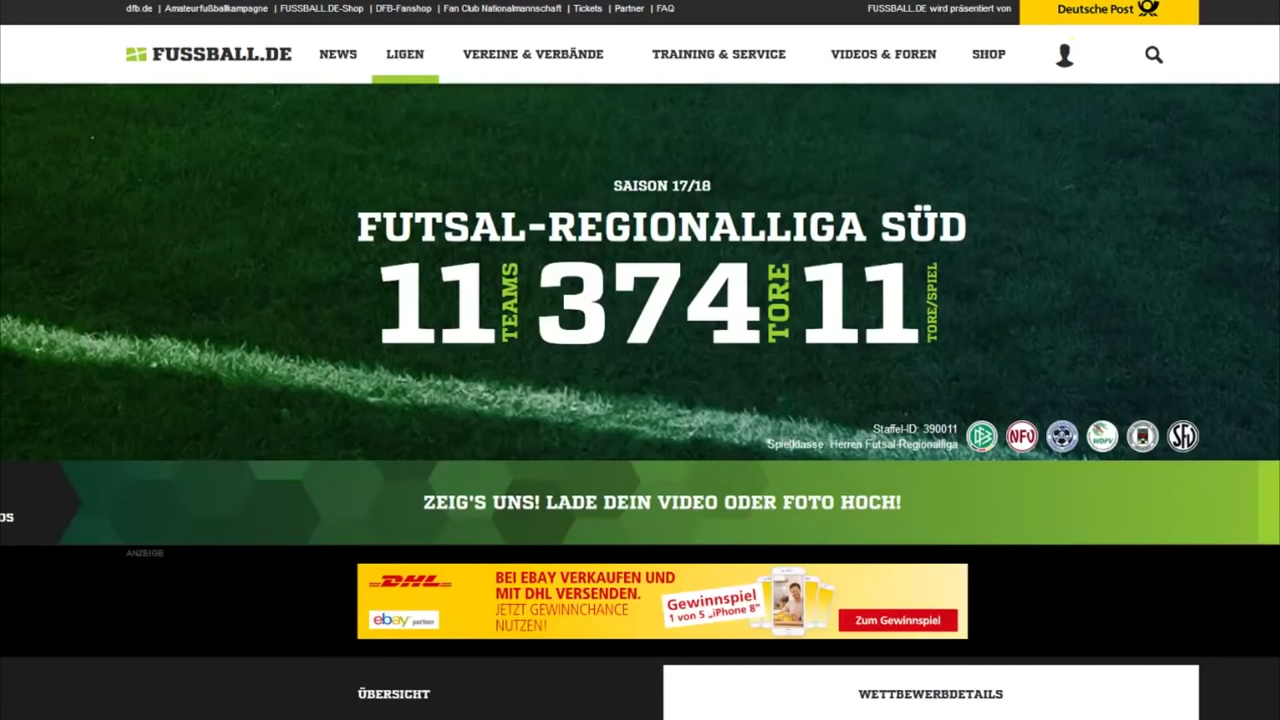 dfb.de | Amateurfußballkampagne | FUSSBALL.DE-Shop | DFB-Fanshop | Fan Club Nationalmannschaft | Tickets | Partner | FAQ
FUSSBALL.DE wird präsentiert von
Deutsche Post
FUSSBALL.DE NEWS LIGEN VEREINE & VERBÄNDE TRAINING & SERVICE VIDEOS & FOREN SHOP
SAISON 17/18
FUTSAL-REGIONALLIGA SÜD
11 TEAMS 374 TORE 11 TORE/SPIEL
Staffel-ID: 390011
Spielklasse: Herren Futsal-Regionalliga
NFV WDFV SFV
ZEIG'S UNS! LADE DEIN VIDEO ODER FOTO HOCH!
DS
ANZEIGE
DHL
ebay partner
BEI EBAY VERKAUFEN UND
MIT DHL VERSENDEN.
JETZT GEWINNCHANCE
NUTZEN!
Gewinnspiel
1 von 5 „iPhone 8"
Zum Gewinnspiel
ÜBERSICHT
WETTBEWERBDETAILS